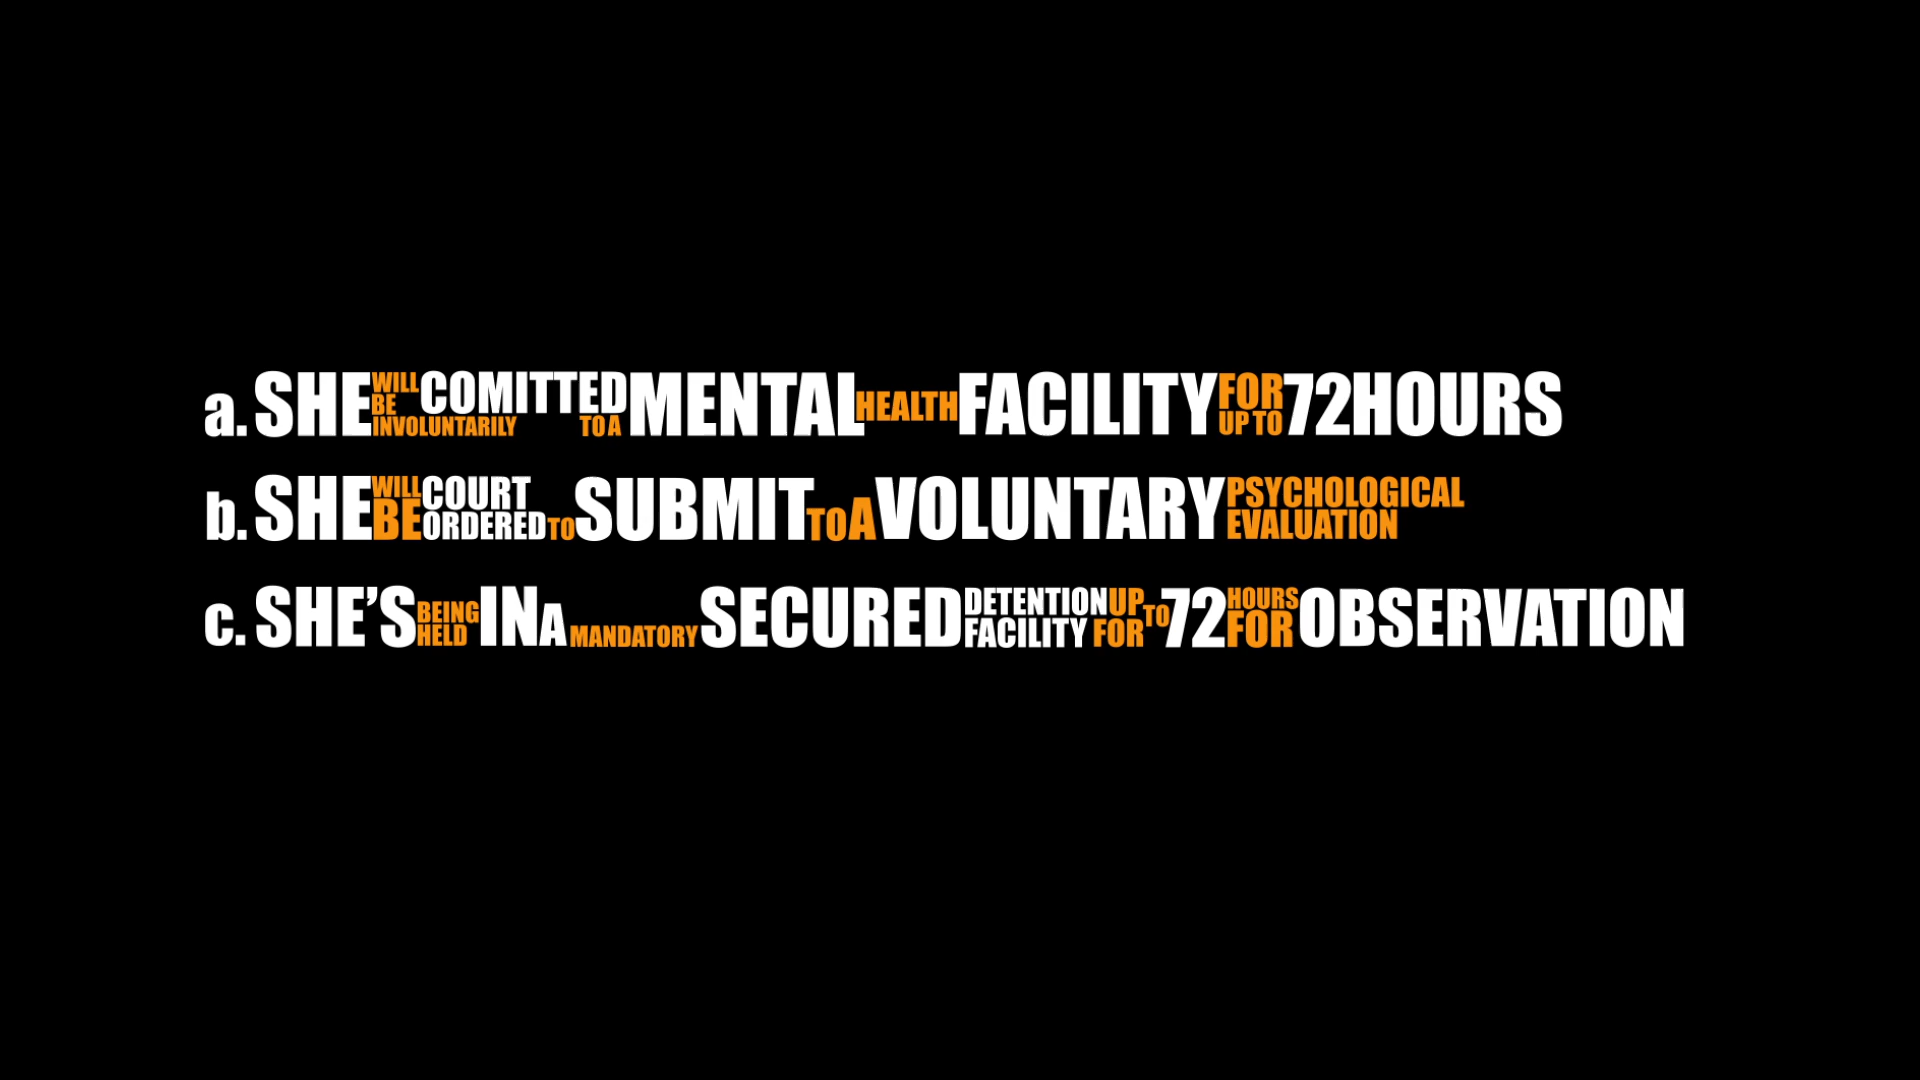 a. SHE WILL BE INVOLUNTARILY COMITTED TO A MENTAL HEALTH FACILITY FOR UP TO 72 HOURS
b. SHE WILL BE COURT ORDERED TO SUBMIT TO A VOLUNTARY PSYCHOLOGICAL EVALUATION
c. SHE'S BEING HELD IN A MANDATORY SECURED DETENTION FACILITY UP FOR TO 72 HOURS FOR OBSERVATION